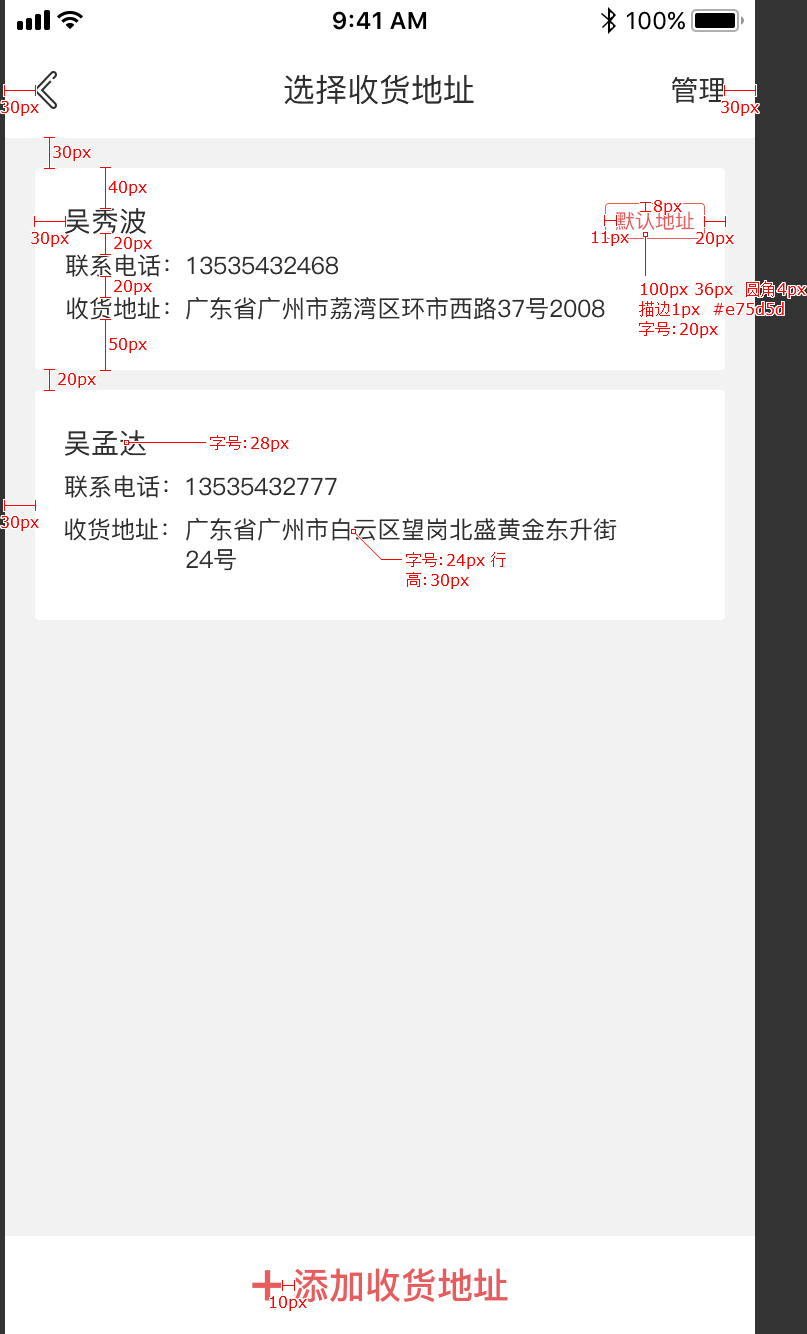 9:41 AM 100%
选择收货地址 管理
30px 30px
30px
40px
吴秀波 默认地址 8px
30px 11px 20px
20px
联系电话：13535432468
20px
收货地址：广东省广州市荔湾区环市西路37号2008
100px 36px 圆角4px
描边1px #e75d5d
字号:20px
50px
20px
吴孟达 字号:28px
联系电话：13535432777
30px
收货地址：广东省广州市白云区望岗北盛黄金东升街
24号
字号:24px 行
高:30px
添加收货地址
10px